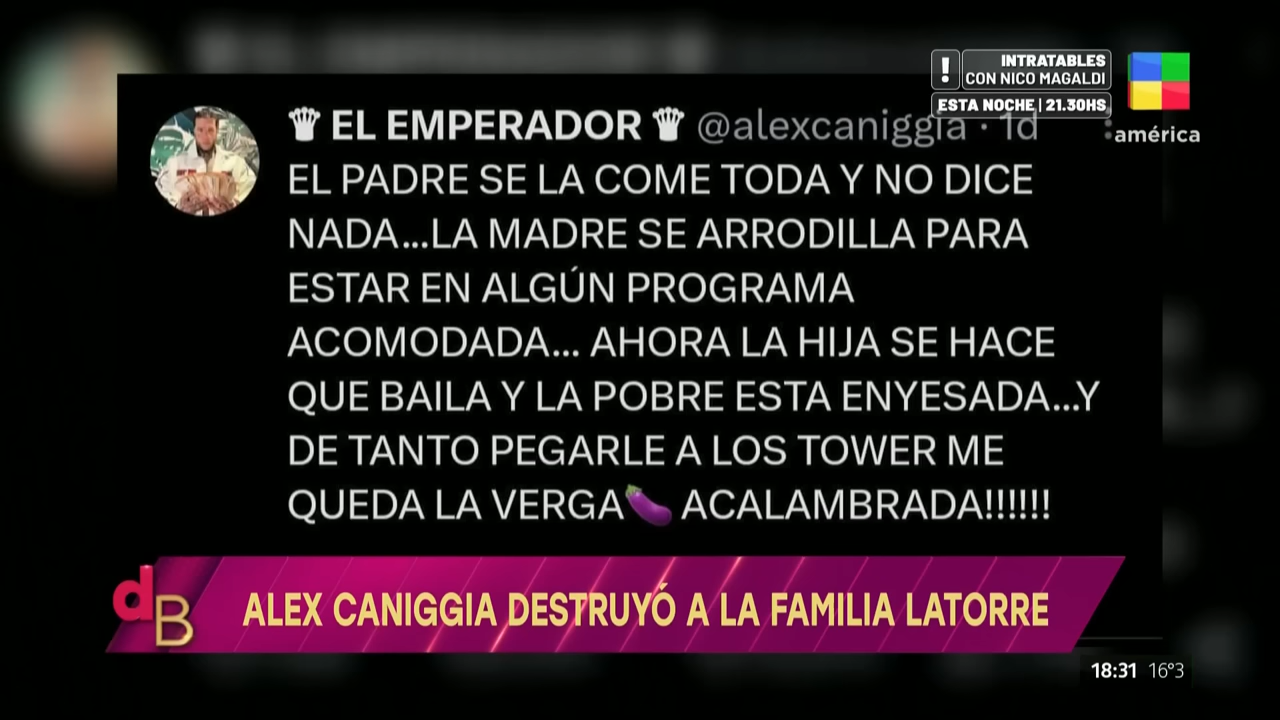 INTRATABLES
! CON NICO MAGALDI
ESTA NOCHE | 21.30HS
américa
♛ EL EMPERADOR ♛ @alexcaniggia · 1d
EL PADRE SE LA COME TODA Y NO DICE
NADA...LA MADRE SE ARRODILLA PARA
ESTAR EN ALGÚN PROGRAMA
ACOMODADA... AHORA LA HIJA SE HACE
QUE BAILA Y LA POBRE ESTA ENYESADA...Y
DE TANTO PEGARLE A LOS TOWER ME
QUEDA LA VERGA🍆 ACALAMBRADA!!!!!!
dB
ALEX CANIGGIA DESTRUYÓ A LA FAMILIA LATORRE
18:31 16°3